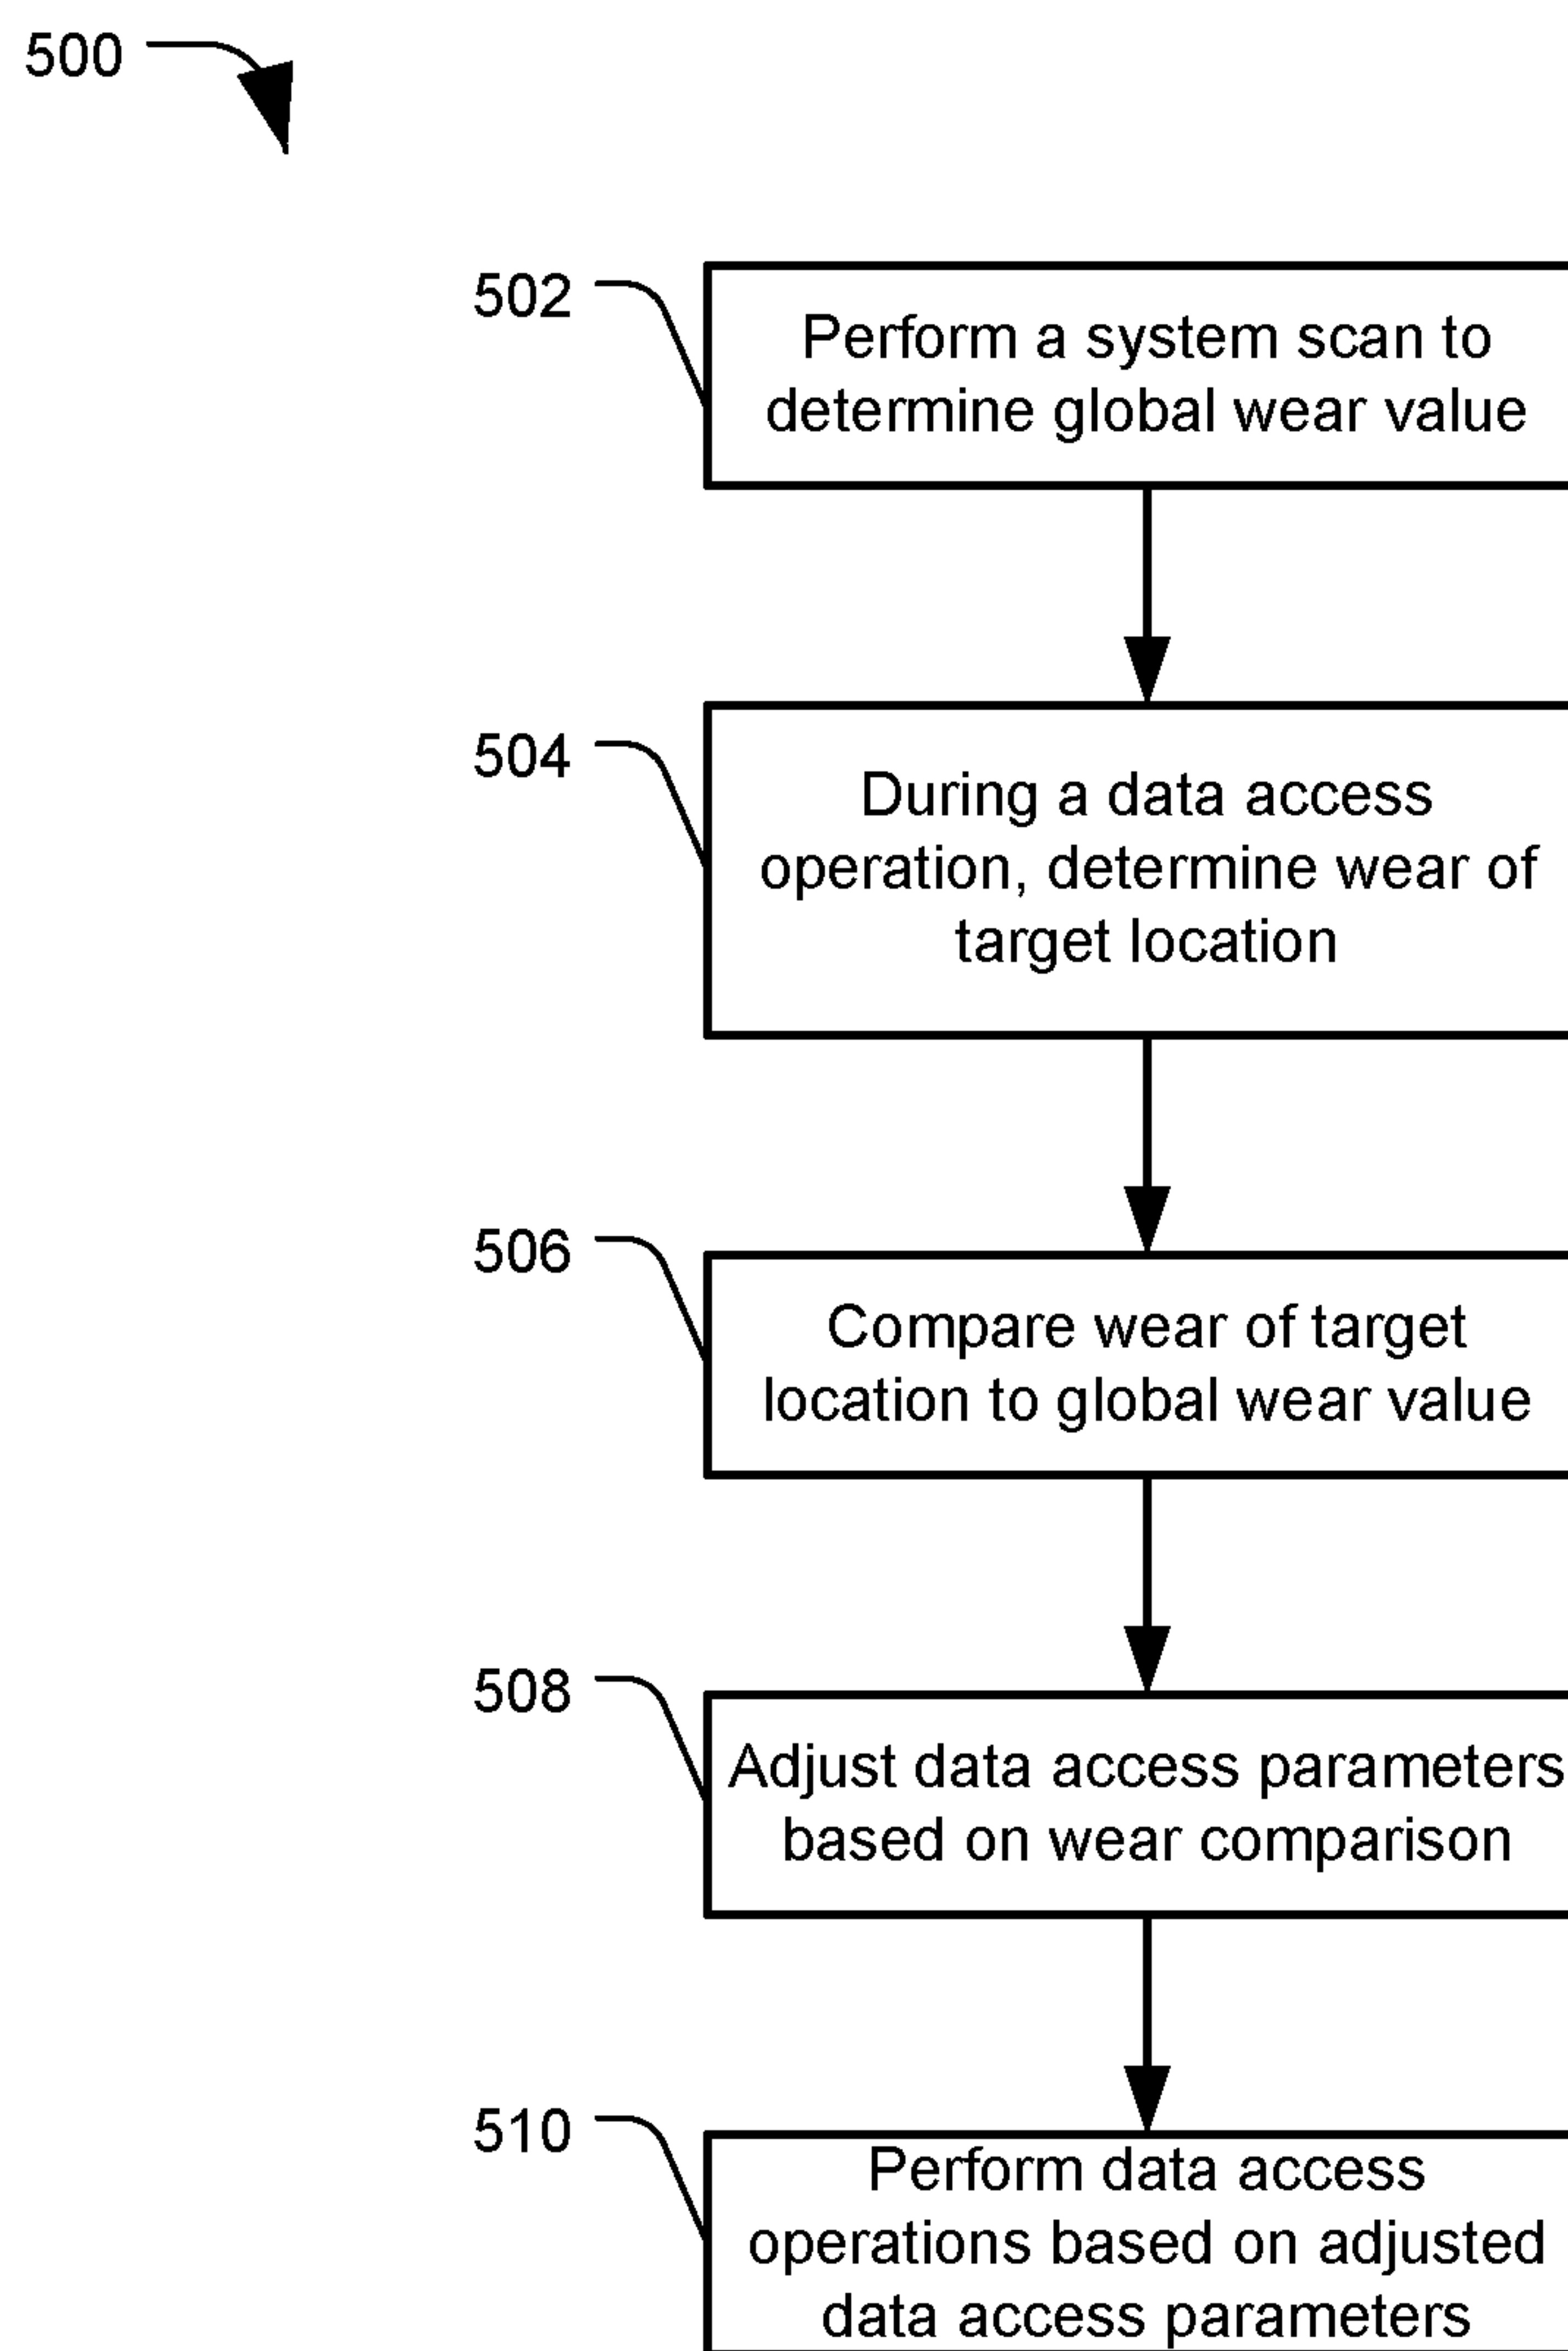 500
502
Perform a system scan to
determine global wear value
504
During a data access
operation, determine wear of
target location
506
Compare wear of target
location to global wear value
508
Adjust data access parameters
based on wear comparison
510
Perform data access
operations based on adjusted
data access parameters